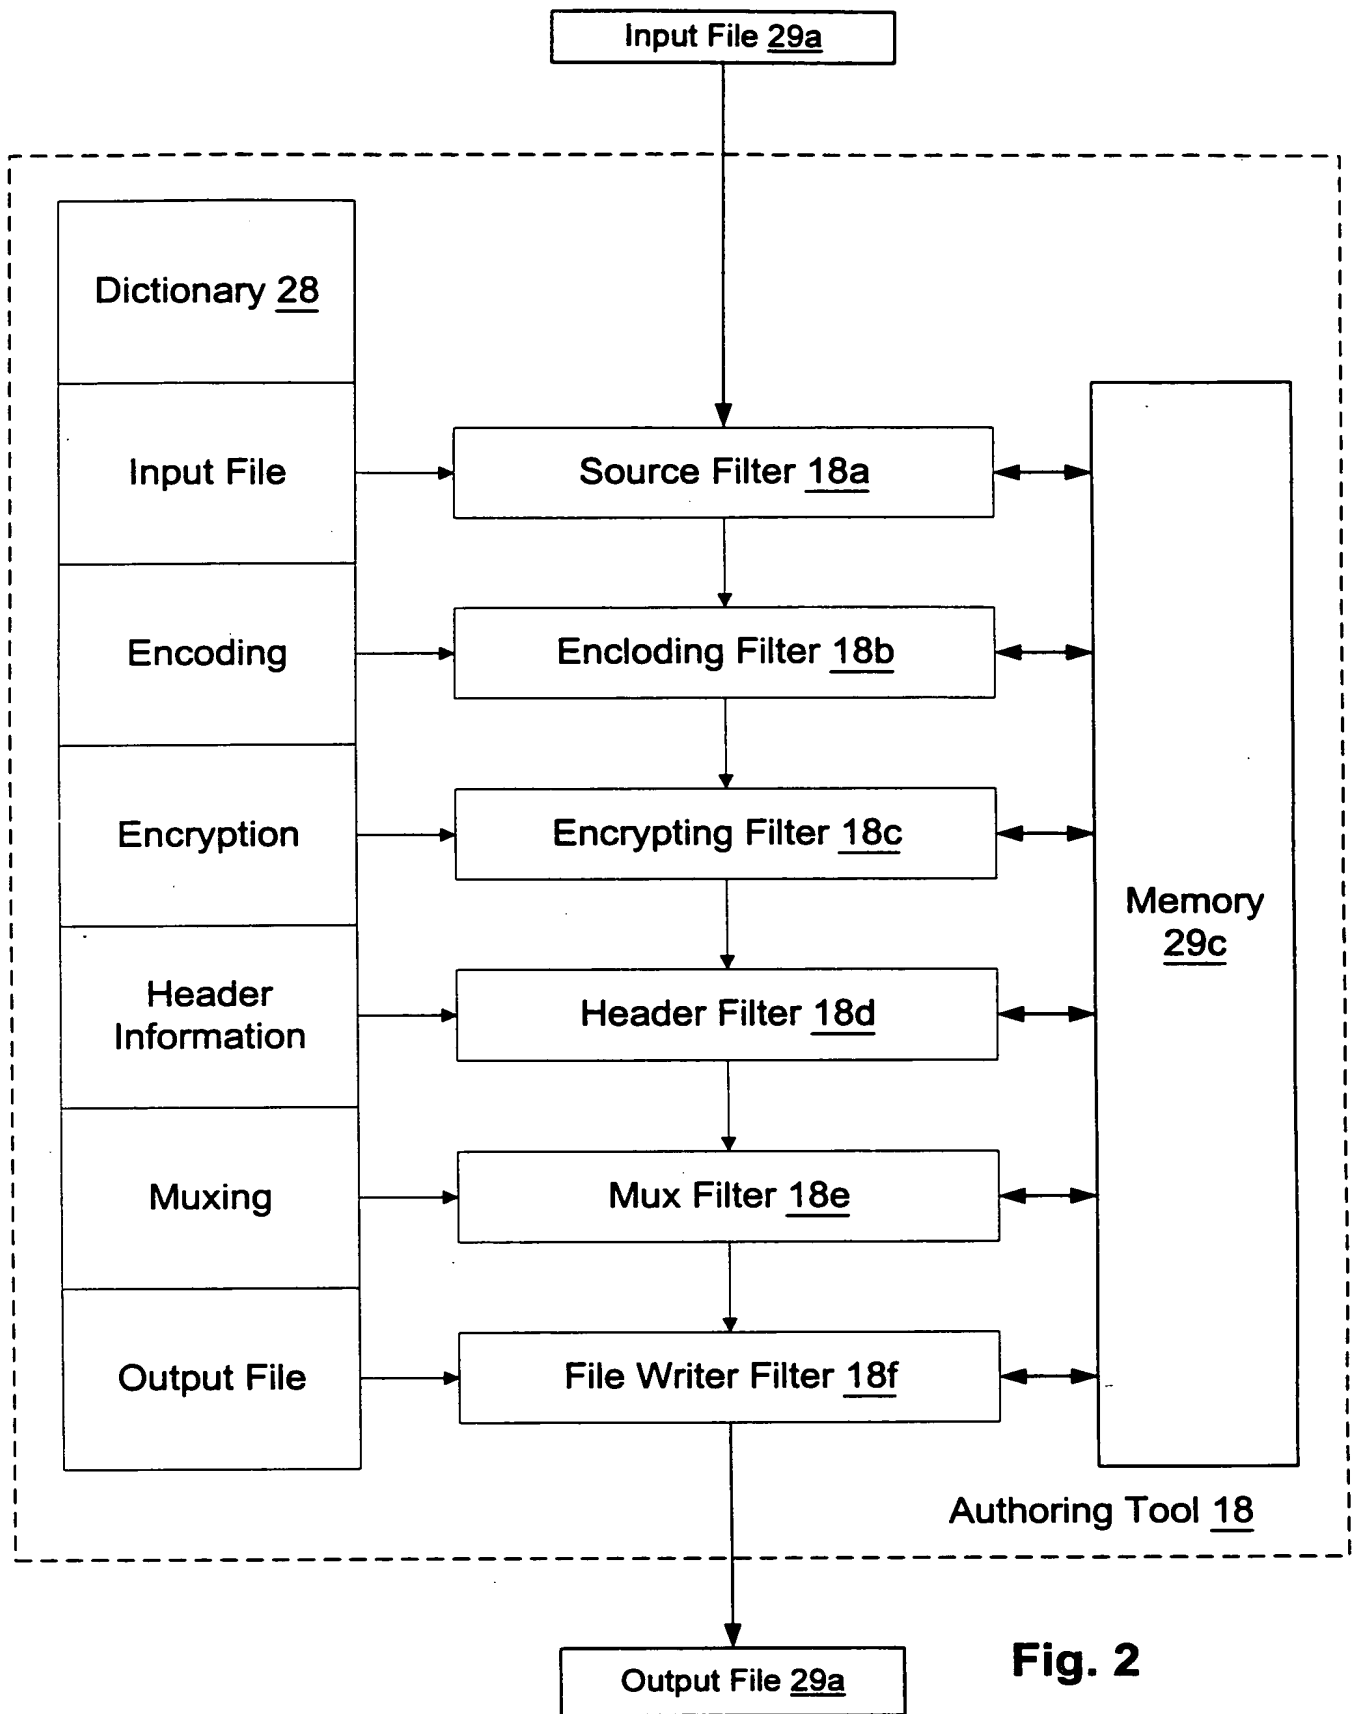 Input File 29a
Dictionary 28
Input File
Source Filter 18a
Encoding
Encloding Filter 18b
Encryption
Encrypting Filter 18c
Memory
29c
Header
Information
Header Filter 18d
Muxing
Mux Filter 18e
Output File
File Writer Filter 18f
Authoring Tool 18
Output File 29a
Fig. 2